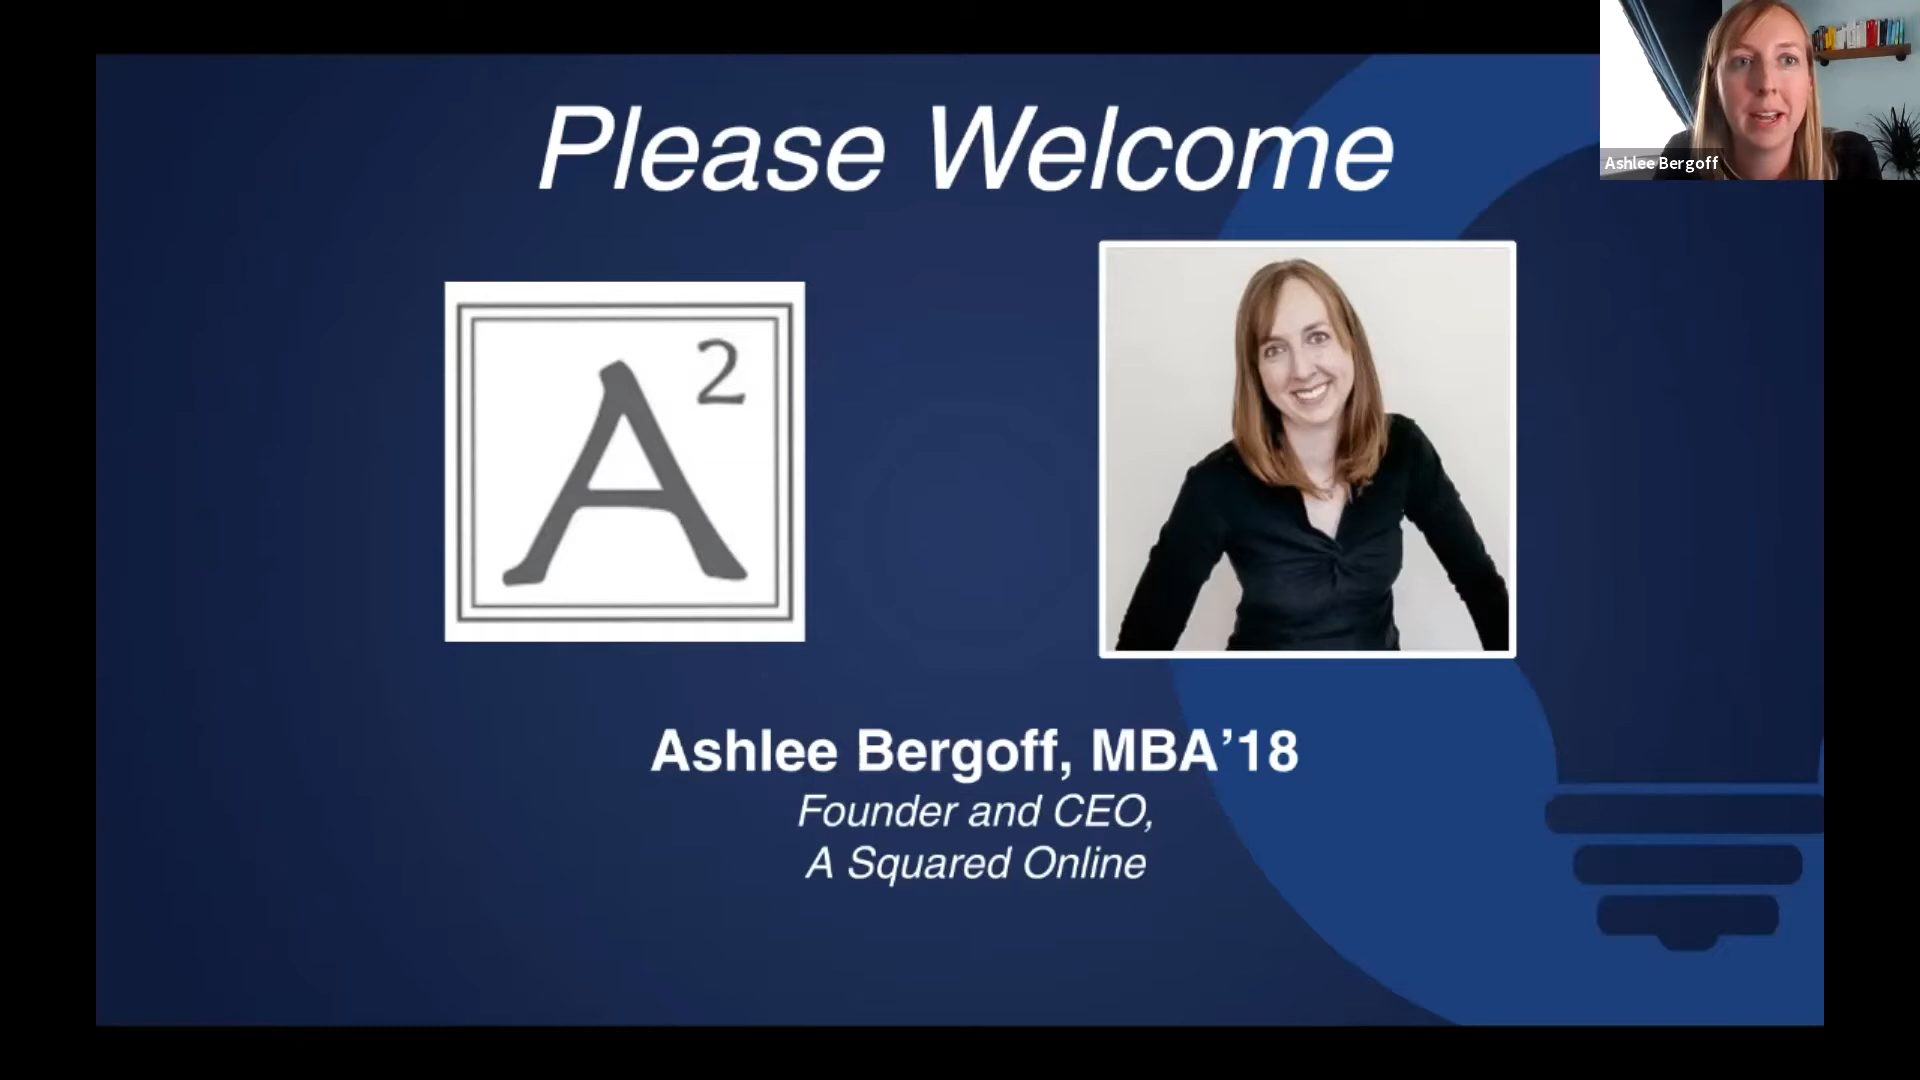 Please Welcome
Ashlee Bergoff
A²
Ashlee Bergoff, MBA’18
Founder and CEO,
A Squared Online